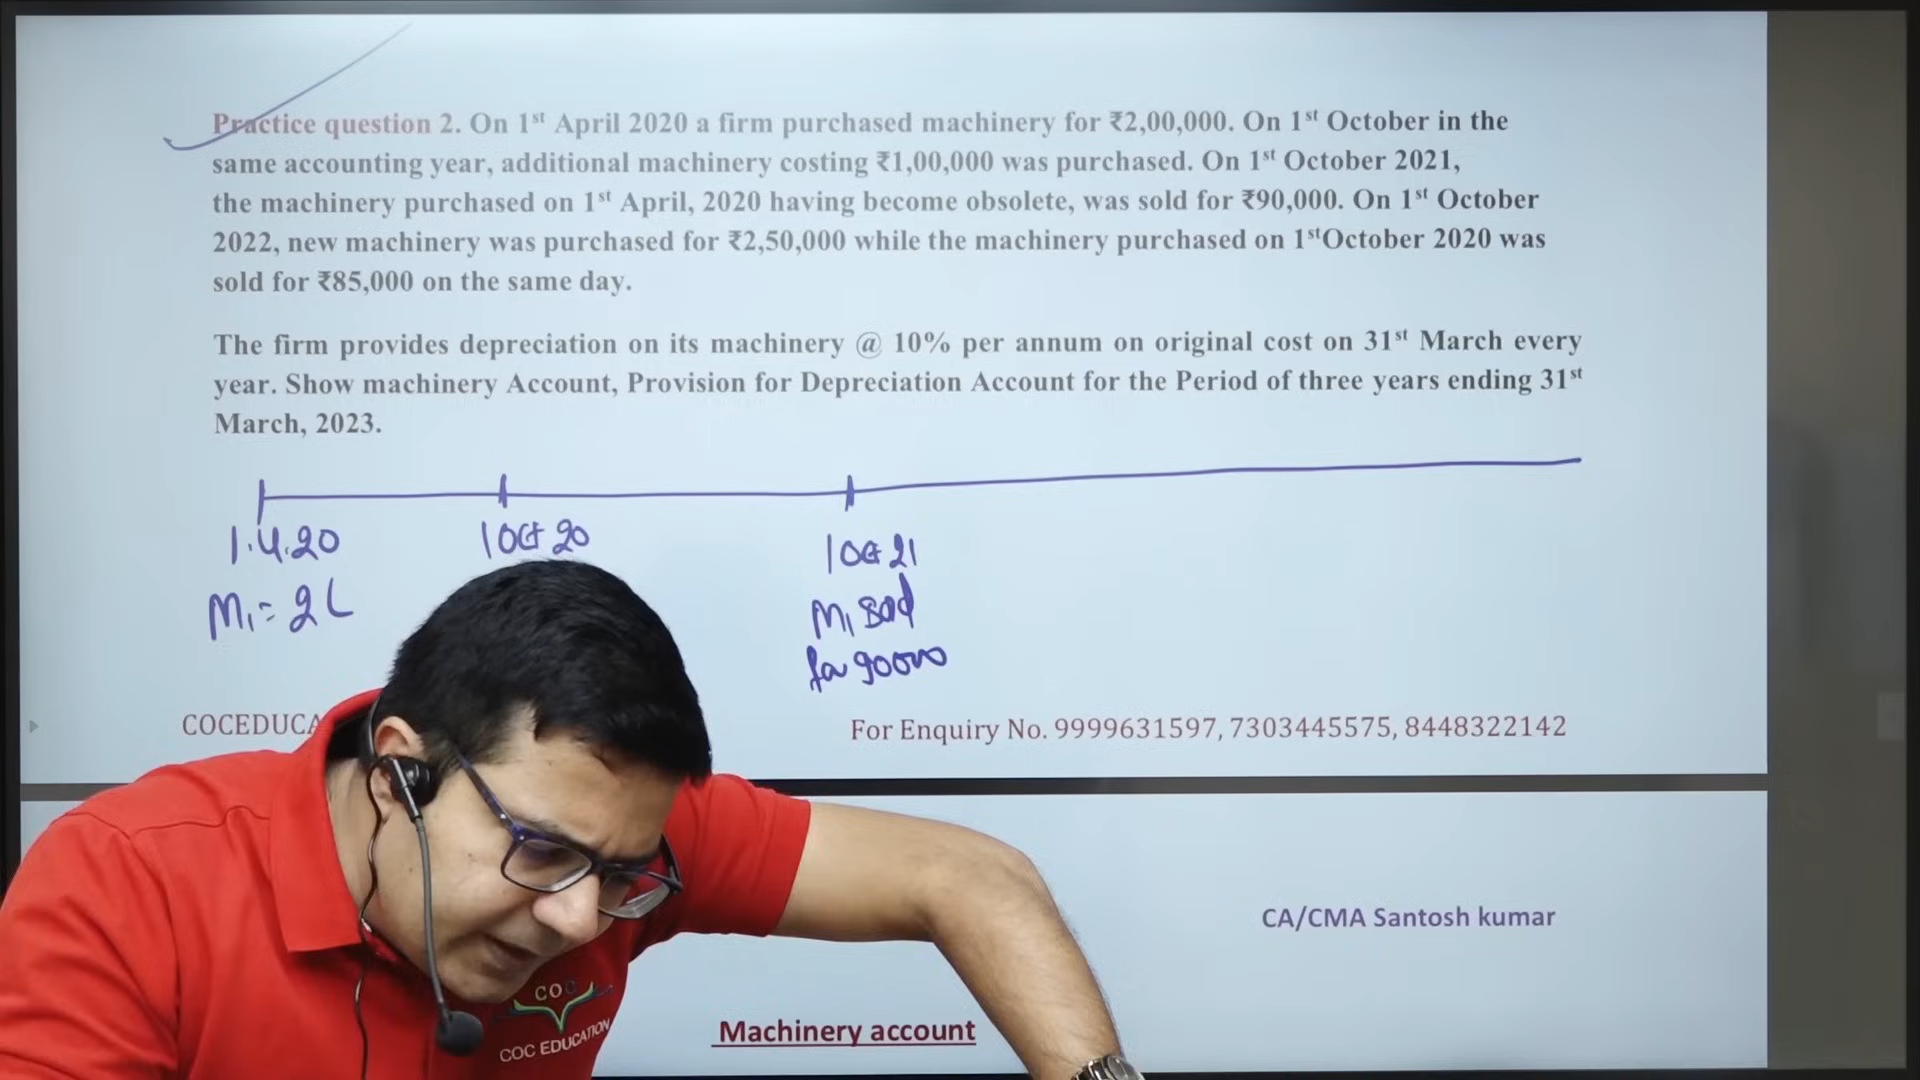 Practice question 2. On 1st April 2020 a firm purchased machinery for ₹2,00,000. On 1st October in the
same accounting year, additional machinery costing ₹1,00,000 was purchased. On 1st October 2021,
the machinery purchased on 1st April, 2020 having become obsolete, was sold for ₹90,000. On 1st October
2022, new machinery was purchased for ₹2,50,000 while the machinery purchased on 1stOctober 2020 was
sold for ₹85,000 on the same day.
The firm provides depreciation on its machinery @ 10% per annum on original cost on 31st March every
year. Show machinery Account, Provision for Depreciation Account for the Period of three years ending 31st
March, 2023.
1.4.20
1 Oct 20
1 Oct 21
M1 = 2L
M1 Sold
for 90000
COCEDUCA
For Enquiry No. 9999631597, 7303445575, 8448322142
CA/CMA Santosh kumar
COC
COC EDUCATION
Machinery account